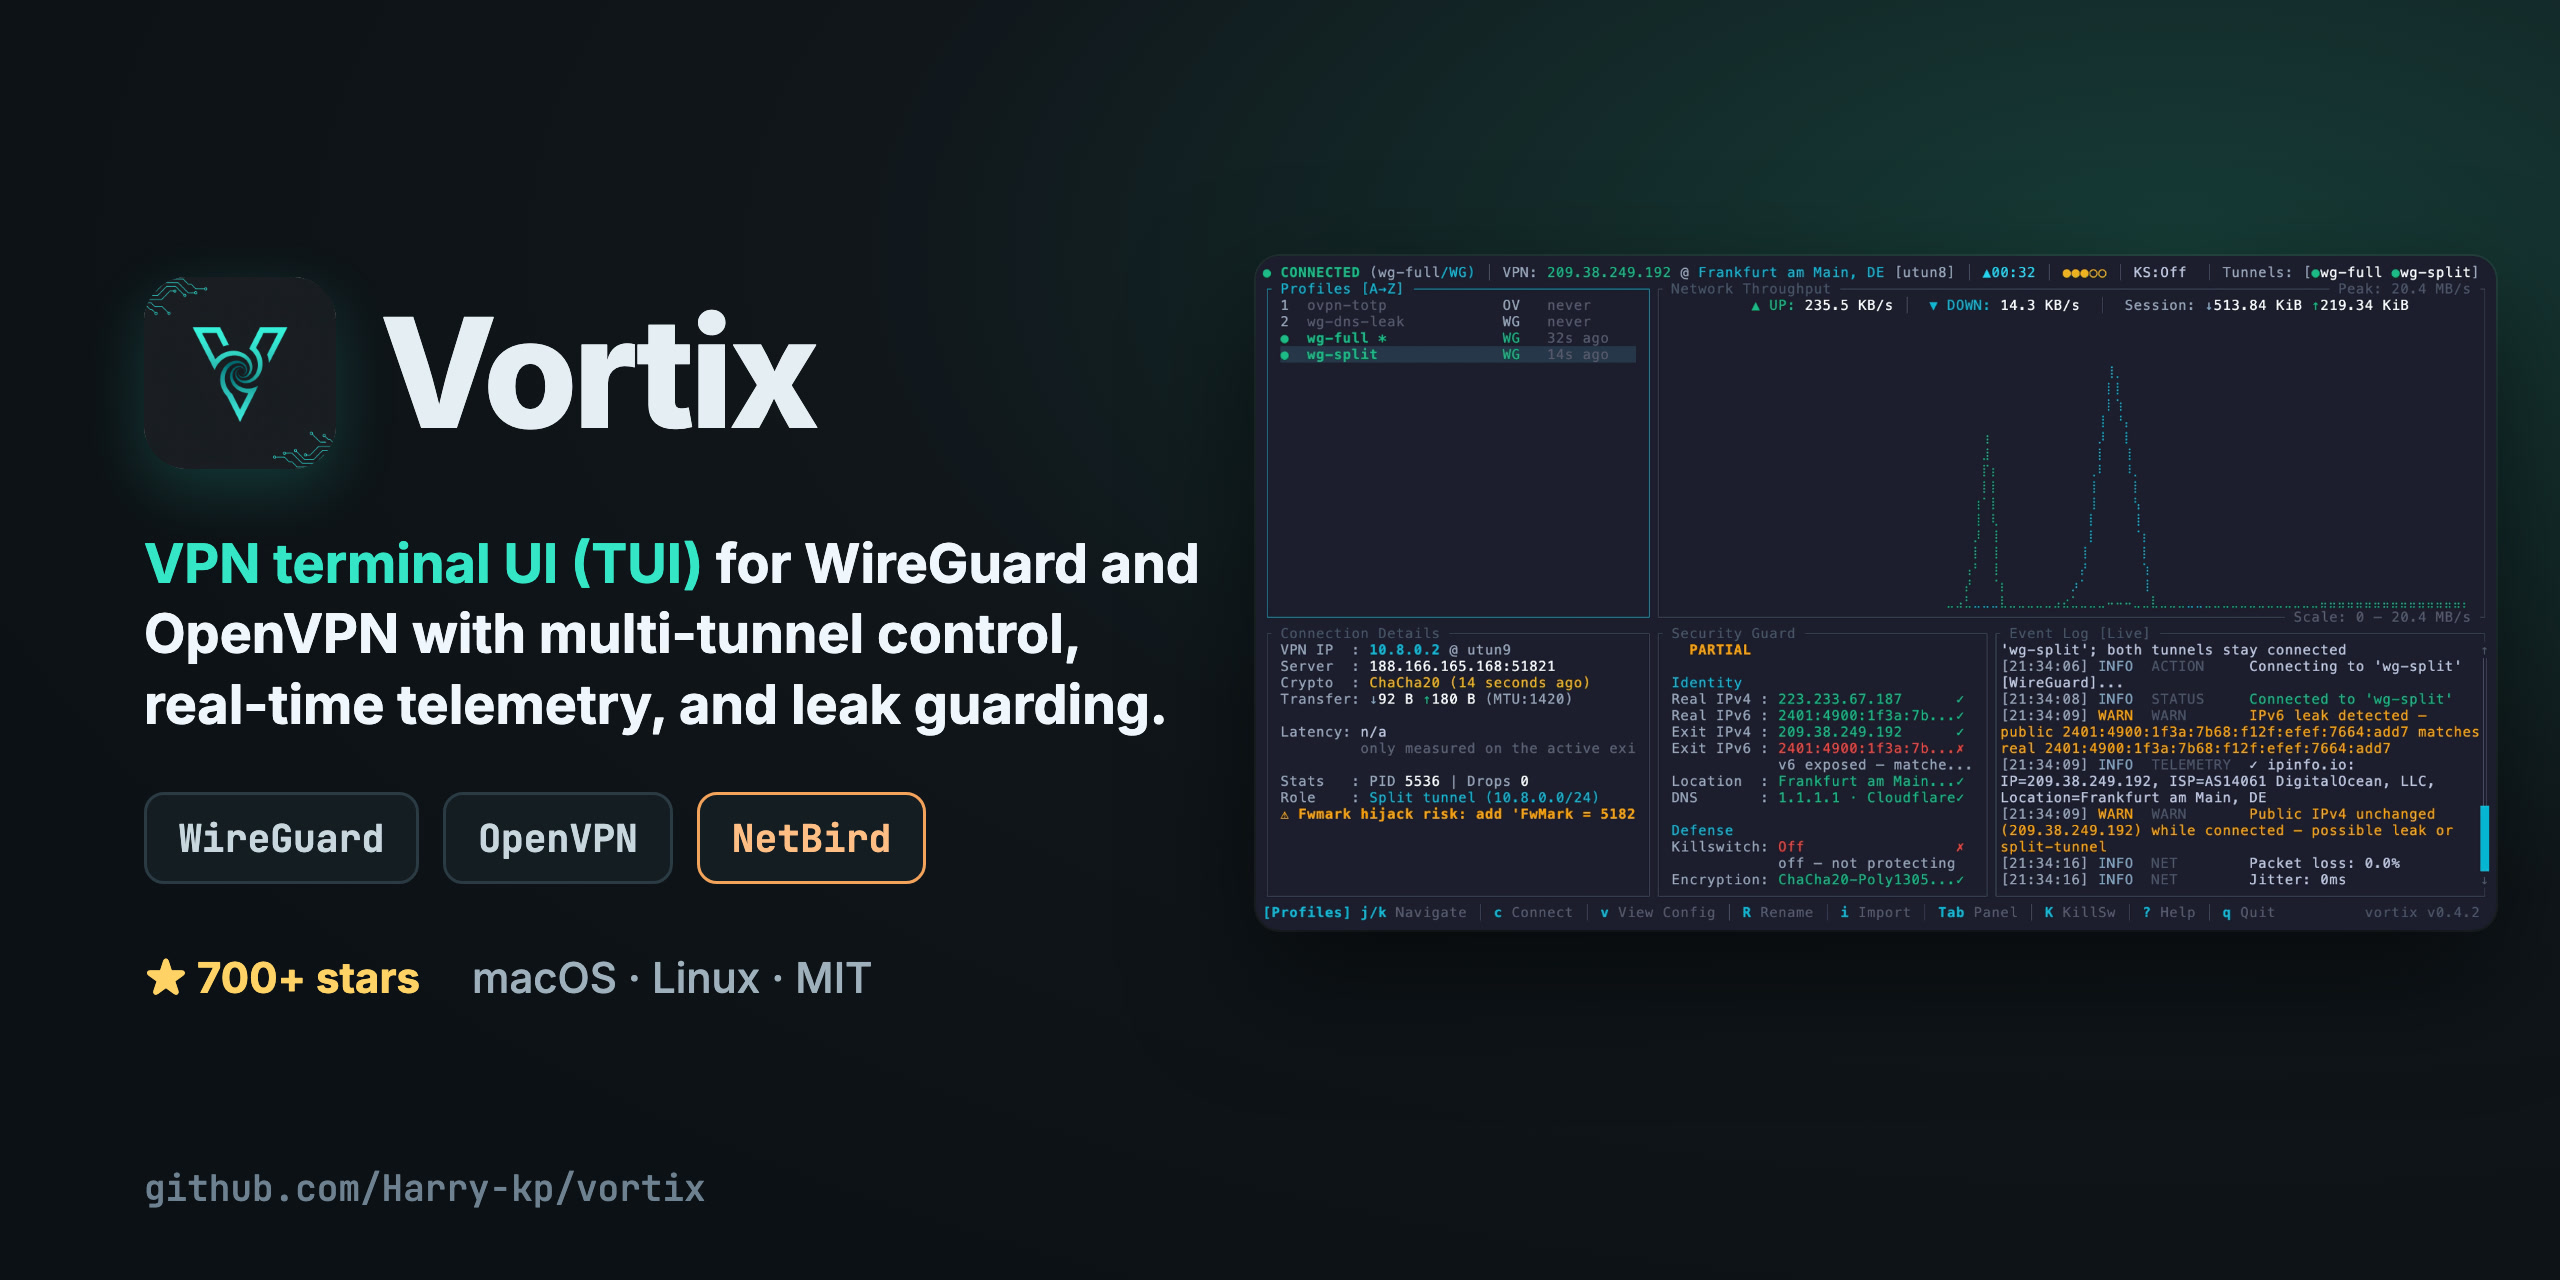 Vortix
VPN terminal UI (TUI) for WireGuard and
OpenVPN with multi-tunnel control,
real-time telemetry, and leak guarding.
WireGuard OpenVPN NetBird
★ 700+ stars macOS · Linux · MIT
github.com/Harry-kp/vortix
● CONNECTED (wg-full/WG) │ VPN: 209.38.249.192 @ Frankfurt am Main, DE [utun8] │ ▲00:32 │ ●●●○○ │ KS:Off │ Tunnels: [●wg-full ●wg-split]
Profiles [A→Z]
1 ovpn-totp OV never
2 wg-dns-leak WG never
● wg-full * WG 32s ago
● wg-split WG 14s ago
Network Throughput Peak: 20.4 MB/s
▲ UP: 235.5 KB/s │ ▼ DOWN: 14.3 KB/s │ Session: ↓513.84 KiB ↑219.34 KiB
Scale: 0 – 20.4 MB/s
Connection Details
VPN IP : 10.8.0.2 @ utun9
Server : 188.166.165.168:51821
Crypto : ChaCha20 (14 seconds ago)
Transfer: ↓92 B ↑180 B (MTU:1420)
Latency: n/a
only measured on the active exi
Stats : PID 5536 | Drops 0
Role : Split tunnel (10.8.0.0/24)
⚠ Fwmark hijack risk: add 'FwMark = 5182
Security Guard
PARTIAL
Identity
Real IPv4 : 223.233.67.187 ✓
Real IPv6 : 2401:4900:1f3a:7b...✓
Exit IPv4 : 209.38.249.192 ✓
Exit IPv6 : 2401:4900:1f3a:7b...✗
v6 exposed — matche...
Location : Frankfurt am Main...✓
DNS : 1.1.1.1 · Cloudflare✓
Defense
Killswitch: Off ✗
off — not protecting
Encryption: ChaCha20-Poly1305...✓
Event Log [Live]
'wg-split'; both tunnels stay connected
[21:34:06] INFO ACTION Connecting to 'wg-split'
[WireGuard]...
[21:34:08] INFO STATUS Connected to 'wg-split'
[21:34:09] WARN WARN IPv6 leak detected —
public 2401:4900:1f3a:7b68:f12f:efef:7664:add7 matches
real 2401:4900:1f3a:7b68:f12f:efef:7664:add7
[21:34:09] INFO TELEMETRY ✓ ipinfo.io:
IP=209.38.249.192, ISP=AS14061 DigitalOcean, LLC,
Location=Frankfurt am Main, DE
[21:34:09] WARN WARN Public IPv4 unchanged
(209.38.249.192) while connected — possible leak or
split-tunnel
[21:34:16] INFO NET Packet loss: 0.0%
[21:34:16] INFO NET Jitter: 0ms
[Profiles] j/k Navigate │ c Connect │ v View Config │ R Rename │ i Import │ Tab Panel │ K KillSw │ ? Help │ q Quit vortix v0.4.2